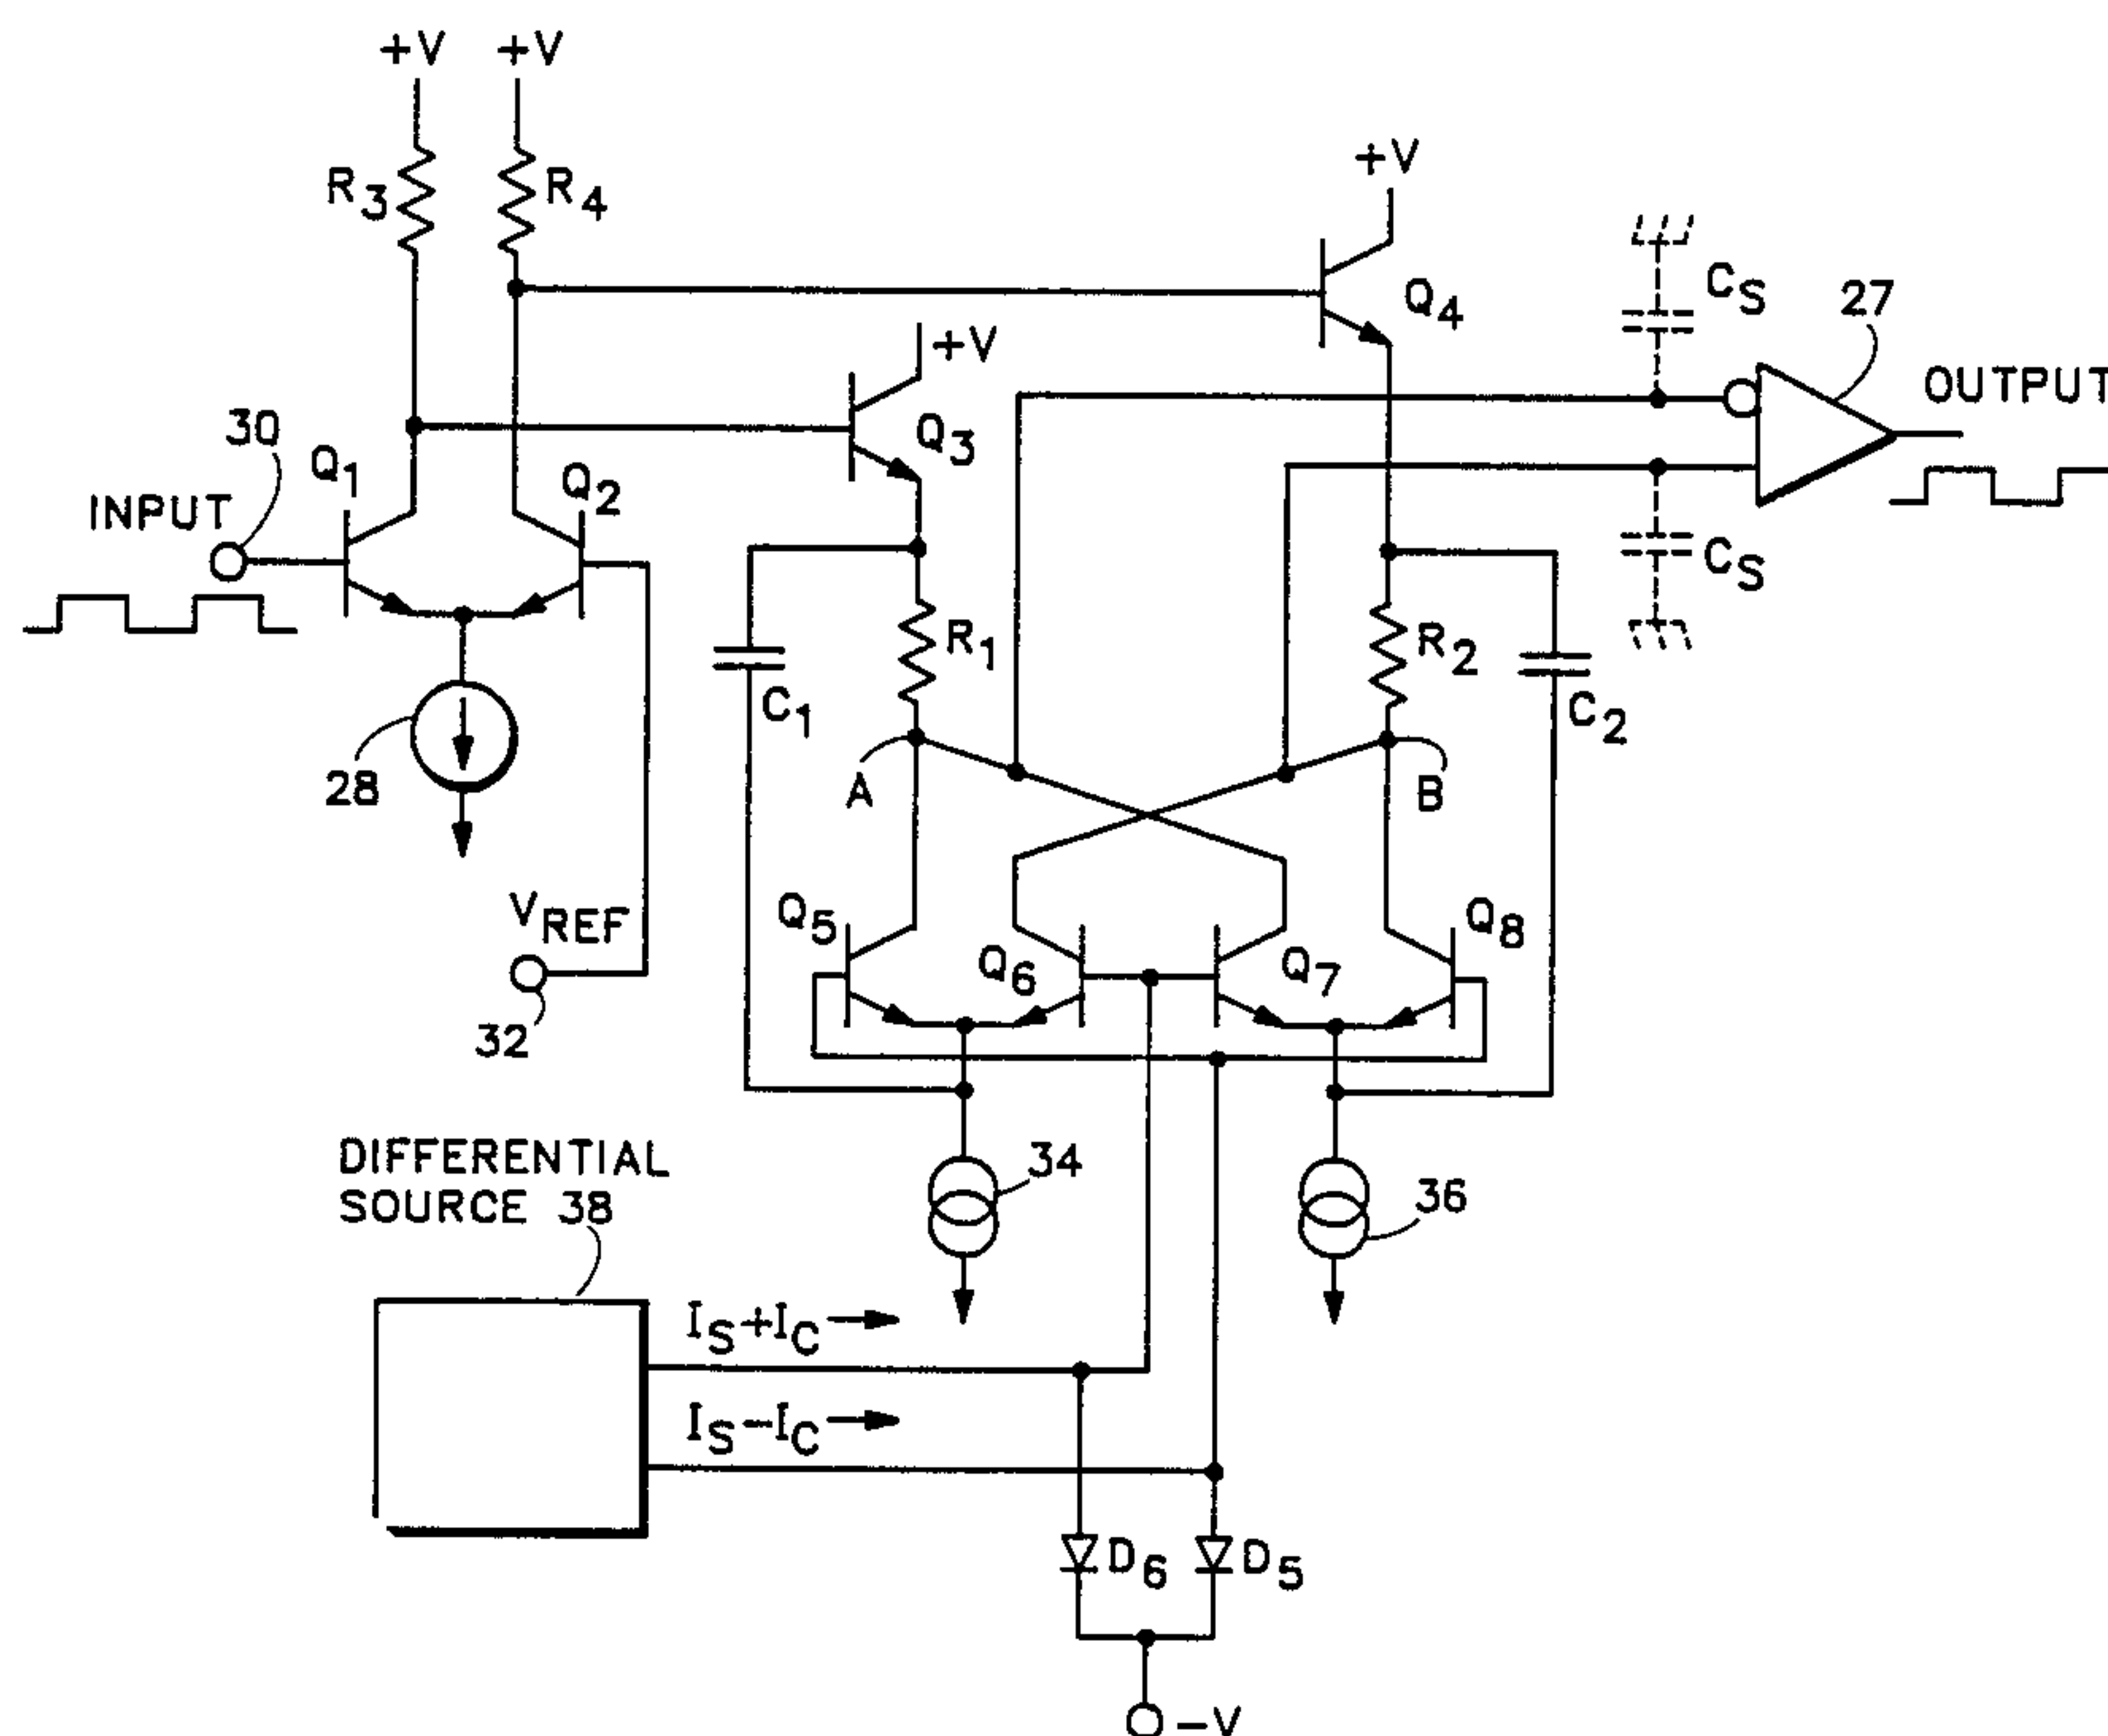 +V +V
R3 R4
+V
CS
27
Q4
+V
OUTPUT
30
Q1
Q3
Q2
INPUT
CS
R1
R2
C1
C2
28
A
B
VREF
Q5
Q8
Q6
Q7
32
DIFFERENTIAL
SOURCE 38
34
36
IS+IC
IS-IC
D6 D5
-V